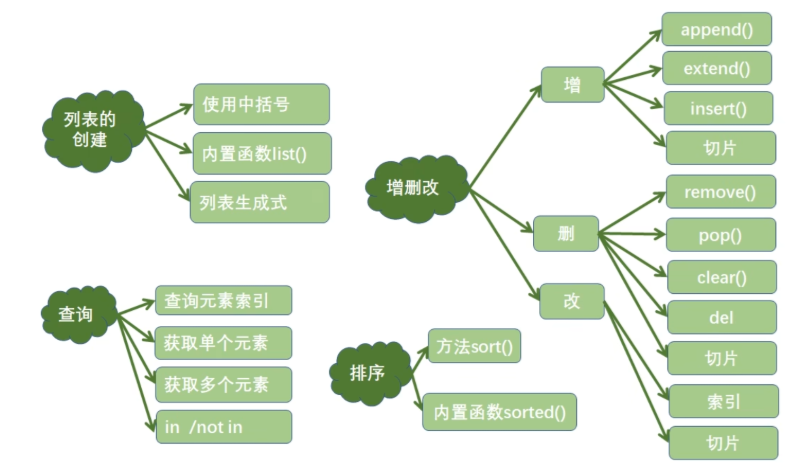 列表的
创建
使用中括号
内置函数list()
列表生成式
查询
查询元素索引
获取单个元素
获取多个元素
in /not in
增删改
增
append()
extend()
insert()
切片
删
remove()
pop()
clear()
del
切片
改
索引
切片
排序
方法sort()
内置函数sorted()